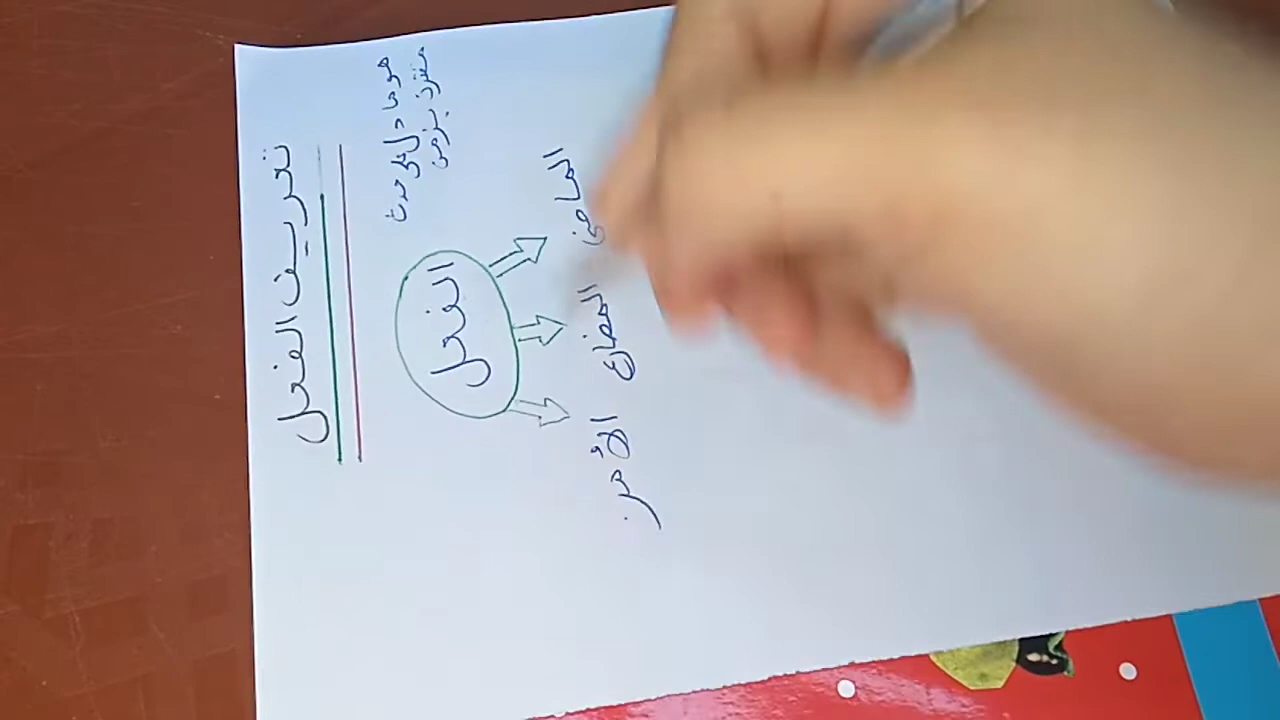 تعريف الفعل
هو ما دل على حدث
مقترن بزمن
الفعل
الماضي
المضارع
الأمر